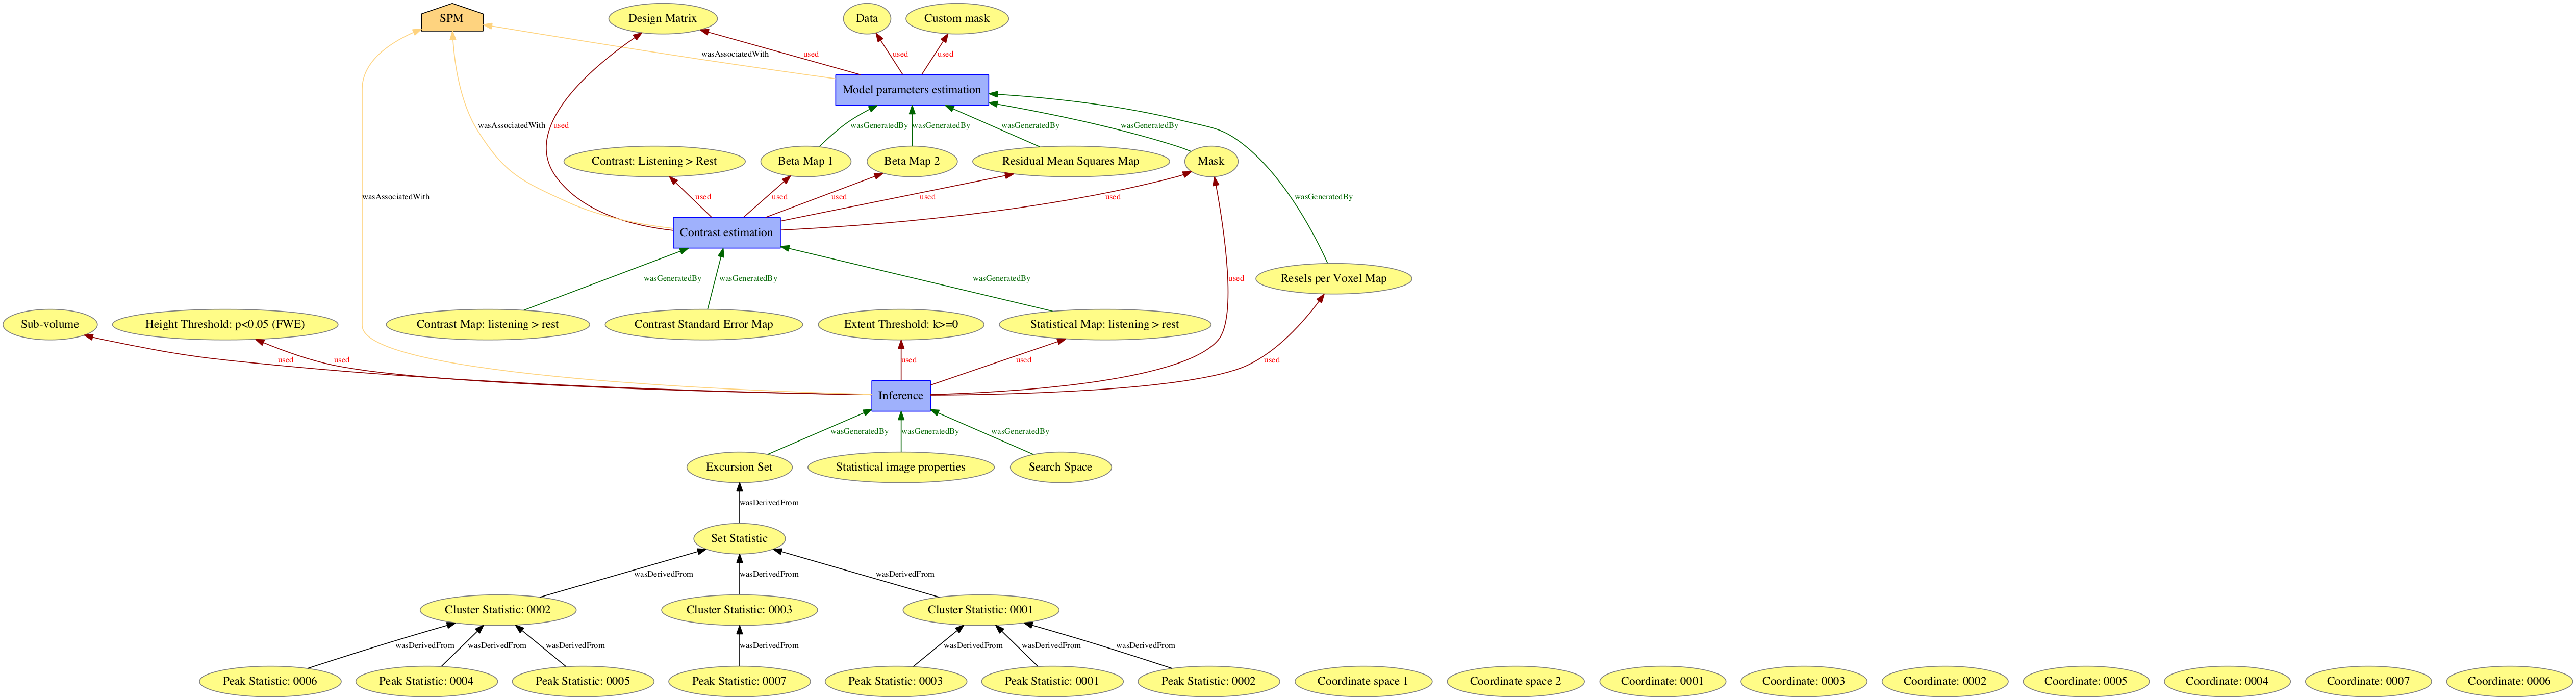 SPM
Design Matrix
Data
Custom mask
wasAssociatedWith
used
used
used
Model parameters estimation
wasAssociatedWith
used
wasGeneratedBy
wasGeneratedBy
wasGeneratedBy
wasGeneratedBy
Contrast: Listening > Rest
Beta Map 1
Beta Map 2
Residual Mean Squares Map
Mask
wasAssociatedWith
used
used
used
used
used
wasGeneratedBy
Contrast estimation
wasGeneratedBy
wasGeneratedBy
wasGeneratedBy
used
Resels per Voxel Map
Sub-volume
Height Threshold: p<0.05 (FWE)
Contrast Map: listening > rest
Contrast Standard Error Map
Extent Threshold: k>=0
Statistical Map: listening > rest
used
used
used
used
used
Inference
wasGeneratedBy
wasGeneratedBy
wasGeneratedBy
Excursion Set
Statistical image properties
Search Space
wasDerivedFrom
Set Statistic
wasDerivedFrom
wasDerivedFrom
wasDerivedFrom
Cluster Statistic: 0002
Cluster Statistic: 0003
Cluster Statistic: 0001
wasDerivedFrom
wasDerivedFrom
wasDerivedFrom
wasDerivedFrom
wasDerivedFrom
wasDerivedFrom
wasDerivedFrom
Peak Statistic: 0006
Peak Statistic: 0004
Peak Statistic: 0005
Peak Statistic: 0007
Peak Statistic: 0003
Peak Statistic: 0001
Peak Statistic: 0002
Coordinate space 1
Coordinate space 2
Coordinate: 0001
Coordinate: 0003
Coordinate: 0002
Coordinate: 0005
Coordinate: 0004
Coordinate: 0007
Coordinate: 0006